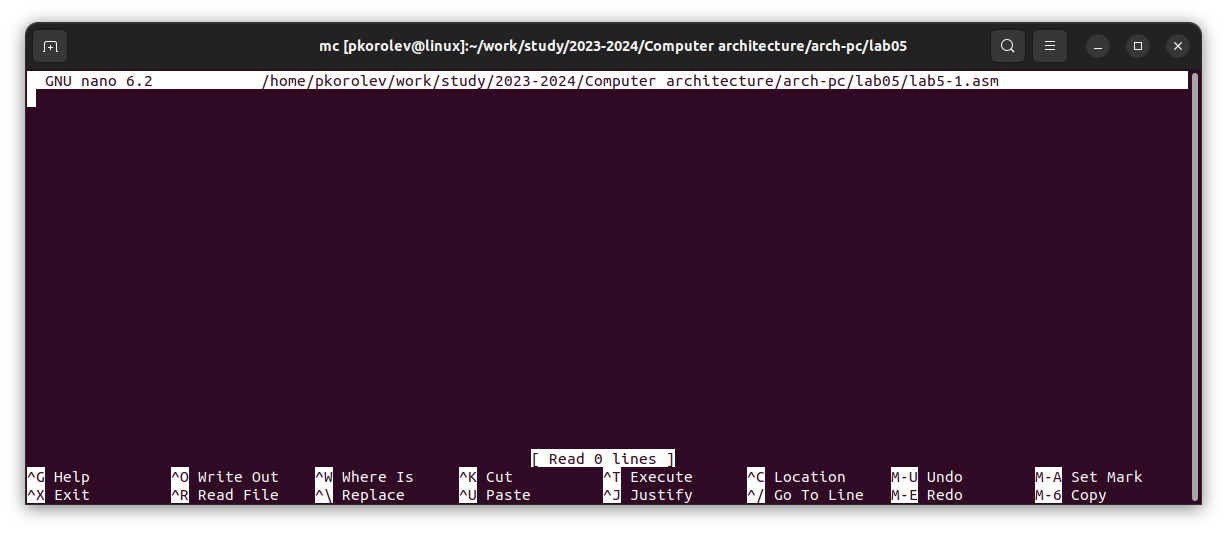 mc [pkorolev@linux]:~/work/study/2023-2024/Computer architecture/arch-pc/lab05
GNU nano 6.2 /home/pkorolev/work/study/2023-2024/Computer architecture/arch-pc/lab05/lab5-1.asm
[ Read 0 lines ]
^G Help ^O Write Out ^W Where Is ^K Cut ^T Execute ^C Location M-U Undo M-A Set Mark
^X Exit ^R Read File ^\ Replace ^U Paste ^J Justify ^/ Go To Line M-E Redo M-6 Copy